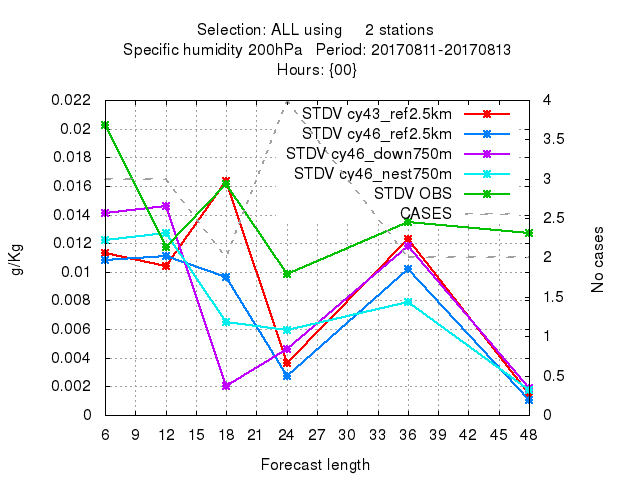 Selection: ALL using 2 stations
Specific humidity 200hPa Period: 20170811-20170813
Hours: {00}
STDV cy43_ref2.5km
STDV cy46_ref2.5km
STDV cy46_down750m
STDV cy46_nest750m
STDV OBS
CASES
g/Kg
0.022
0.02
0.018
0.016
0.014
0.012
0.01
0.008
0.006
0.004
0.002
0
4
3.5
3
2.5
2
1.5
1
0.5
0
No cases
6 9 12 15 18 21 24 27 30 33 36 39 42 45 48
Forecast length